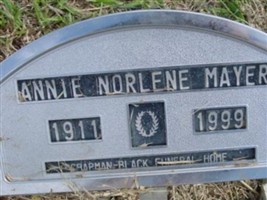 ANNIE NORLENE MAYER
1911 1999
CHAPMAN-BLACK FUNERAL HOME